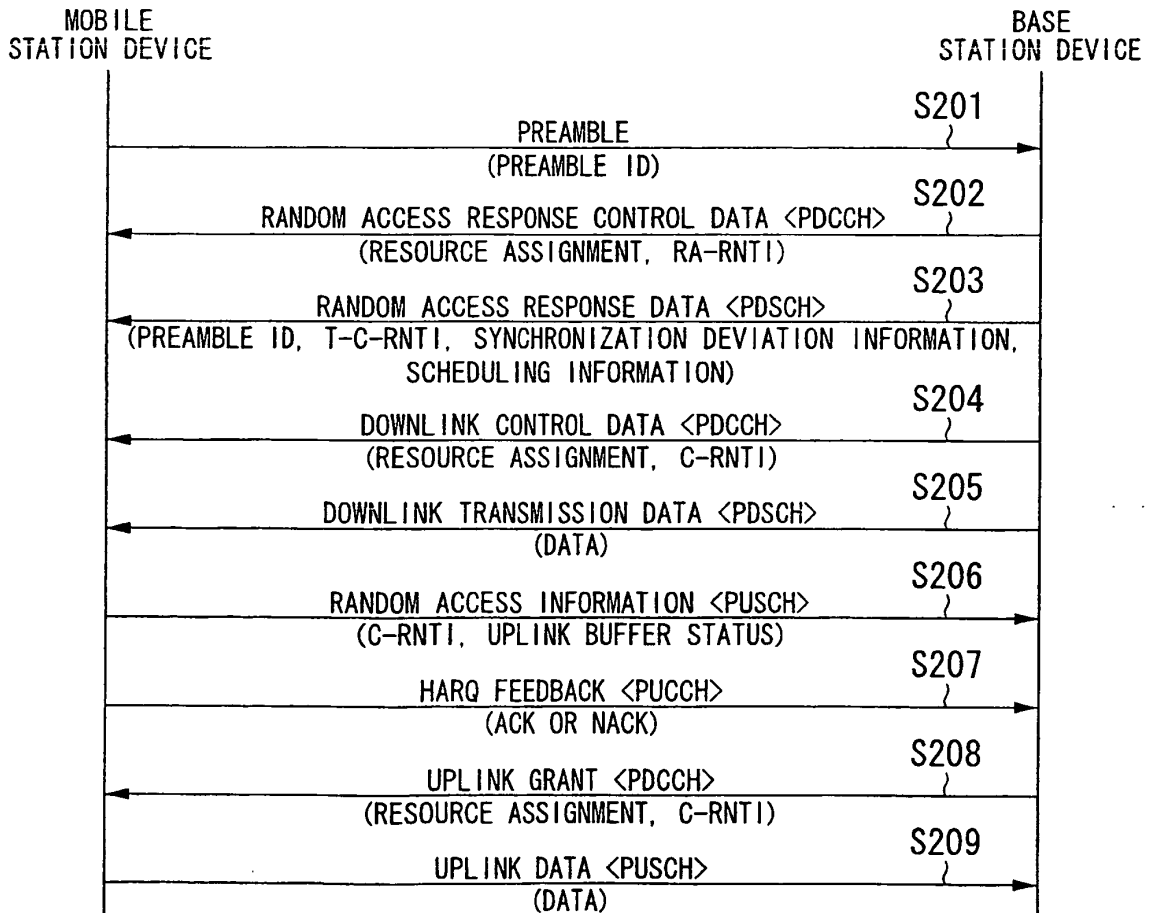 MOBILE
STATION DEVICE
BASE
STATION DEVICE
S201
PREAMBLE
(PREAMBLE ID)
S202
RANDOM ACCESS RESPONSE CONTROL DATA <PDCCH>
(RESOURCE ASSIGNMENT, RA-RNTI)
S203
RANDOM ACCESS RESPONSE DATA <PDSCH>
(PREAMBLE ID, T-C-RNTI, SYNCHRONIZATION DEVIATION INFORMATION,
SCHEDULING INFORMATION)
S204
DOWNLINK CONTROL DATA <PDCCH>
(RESOURCE ASSIGNMENT, C-RNTI)
S205
DOWNLINK TRANSMISSION DATA <PDSCH>
(DATA)
S206
RANDOM ACCESS INFORMATION <PUSCH>
(C-RNTI, UPLINK BUFFER STATUS)
S207
HARQ FEEDBACK <PUCCH>
(ACK OR NACK)
S208
UPLINK GRANT <PDCCH>
(RESOURCE ASSIGNMENT, C-RNTI)
S209
UPLINK DATA <PUSCH>
(DATA)